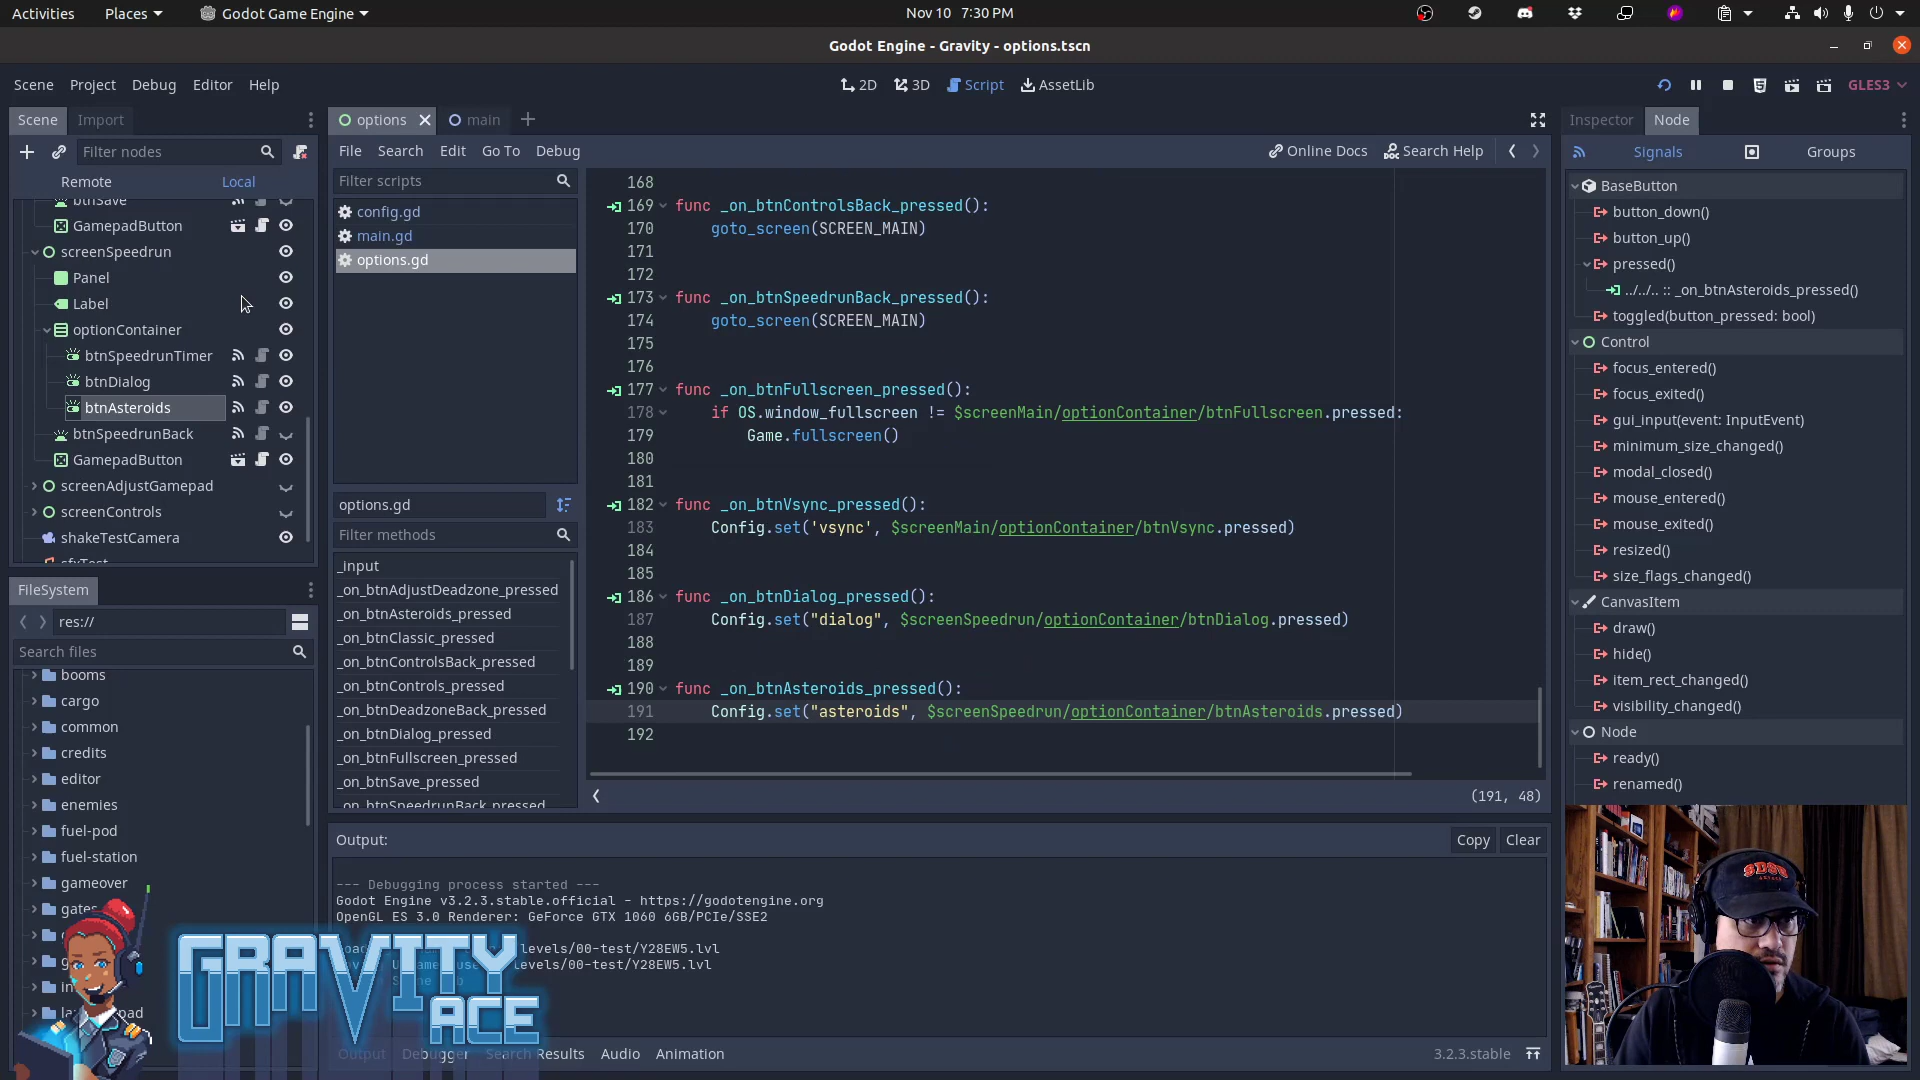 Activities Places Godot Game Engine Nov 10 7:30 PM
Godot Engine - Gravity - options.tscn
Scene Project Debug Editor Help 2D 3D Script AssetLib GLES3
Scene Import options main Inspector Node
Filter nodes File Search Edit Go To Debug Online Docs Search Help Signals Groups
Remote Local
btnSave
GamepadButton
screenSpeedrun
Panel
Label
optionContainer
btnSpeedrunTimer
btnDialog
btnAsteroids
btnSpeedrunBack
GamepadButton
screenAdjustGamepad
screenControls
shakeTestCamera
sfxTest
FileSystem
res://
Search files
booms
cargo
common
credits
editor
enemies
fuel-pod
fuel-station
gameover
gates
Filter scripts
config.gd
main.gd
options.gd
options.gd
Filter methods
_input
_on_btnAdjustDeadzone_pressed
_on_btnAsteroids_pressed
_on_btnClassic_pressed
_on_btnControlsBack_pressed
_on_btnControls_pressed
_on_btnDeadzoneBack_pressed
_on_btnDialog_pressed
_on_btnFullscreen_pressed
_on_btnSave_pressed
_on_btnSpeedrunBack_pressed
168
169 func _on_btnControlsBack_pressed():
170 goto_screen(SCREEN_MAIN)
171
172
173 func _on_btnSpeedrunBack_pressed():
174 goto_screen(SCREEN_MAIN)
175
176
177 func _on_btnFullscreen_pressed():
178 if OS.window_fullscreen != $screenMain/optionContainer/btnFullscreen.pressed:
179 Game.fullscreen()
180
181
182 func _on_btnVsync_pressed():
183 Config.set('vsync', $screenMain/optionContainer/btnVsync.pressed)
184
185
186 func _on_btnDialog_pressed():
187 Config.set("dialog", $screenSpeedrun/optionContainer/btnDialog.pressed)
188
189
190 func _on_btnAsteroids_pressed():
191 Config.set("asteroids", $screenSpeedrun/optionContainer/btnAsteroids.pressed)
192
(191, 48)
Output: Copy Clear
--- Debugging process started ---
Godot Engine v3.2.3.stable.official - https://godotengine.org
OpenGL ES 3.0 Renderer: GeForce GTX 1060 6GB/PCIe/SSE2
levels/00-test/Y28EW5.lvl
levels/00-test/Y28EW5.lvl
Output Debugger Search Results Audio Animation 3.2.3.stable
BaseButton
button_down()
button_up()
pressed()
../../.. :: _on_btnAsteroids_pressed()
toggled(button_pressed: bool)
Control
focus_entered()
focus_exited()
gui_input(event: InputEvent)
minimum_size_changed()
modal_closed()
mouse_entered()
mouse_exited()
resized()
size_flags_changed()
CanvasItem
draw()
hide()
item_rect_changed()
visibility_changed()
Node
ready()
renamed()
GRAVITY
ACE
SDSU